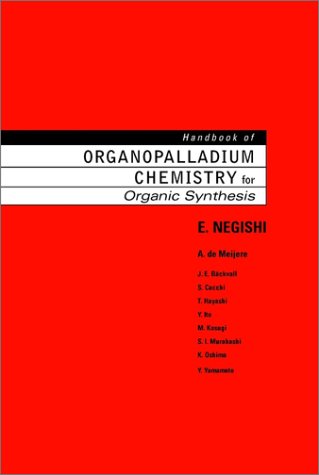 Handbook of
ORGANOPALLADIUM
CHEMISTRY for
Organic Synthesis
E. NEGISHI
A. de Meijere
J. E. Bäckvall
S. Cacchi
T. Hayashi
Y. Ito
M. Kosugi
S. I. Murahashi
K. Oshima
Y. Yamamoto